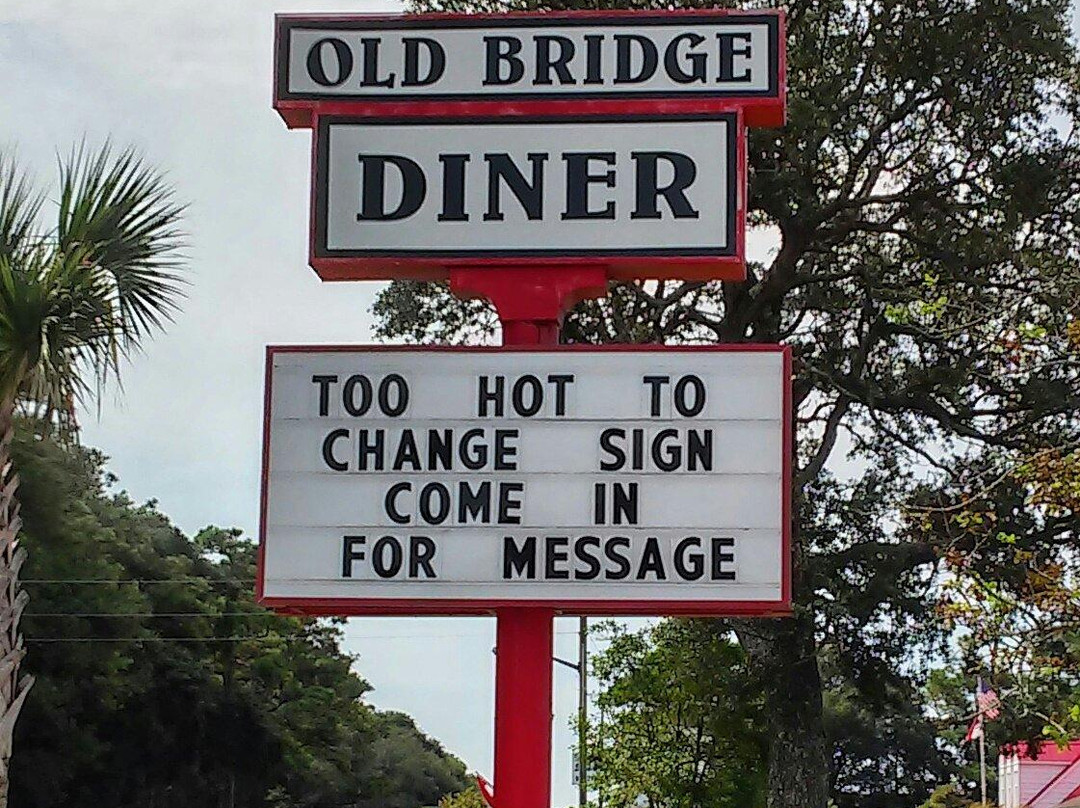 OLD BRIDGE
DINER
TOO HOT TO
CHANGE SIGN
COME IN
FOR MESSAGE